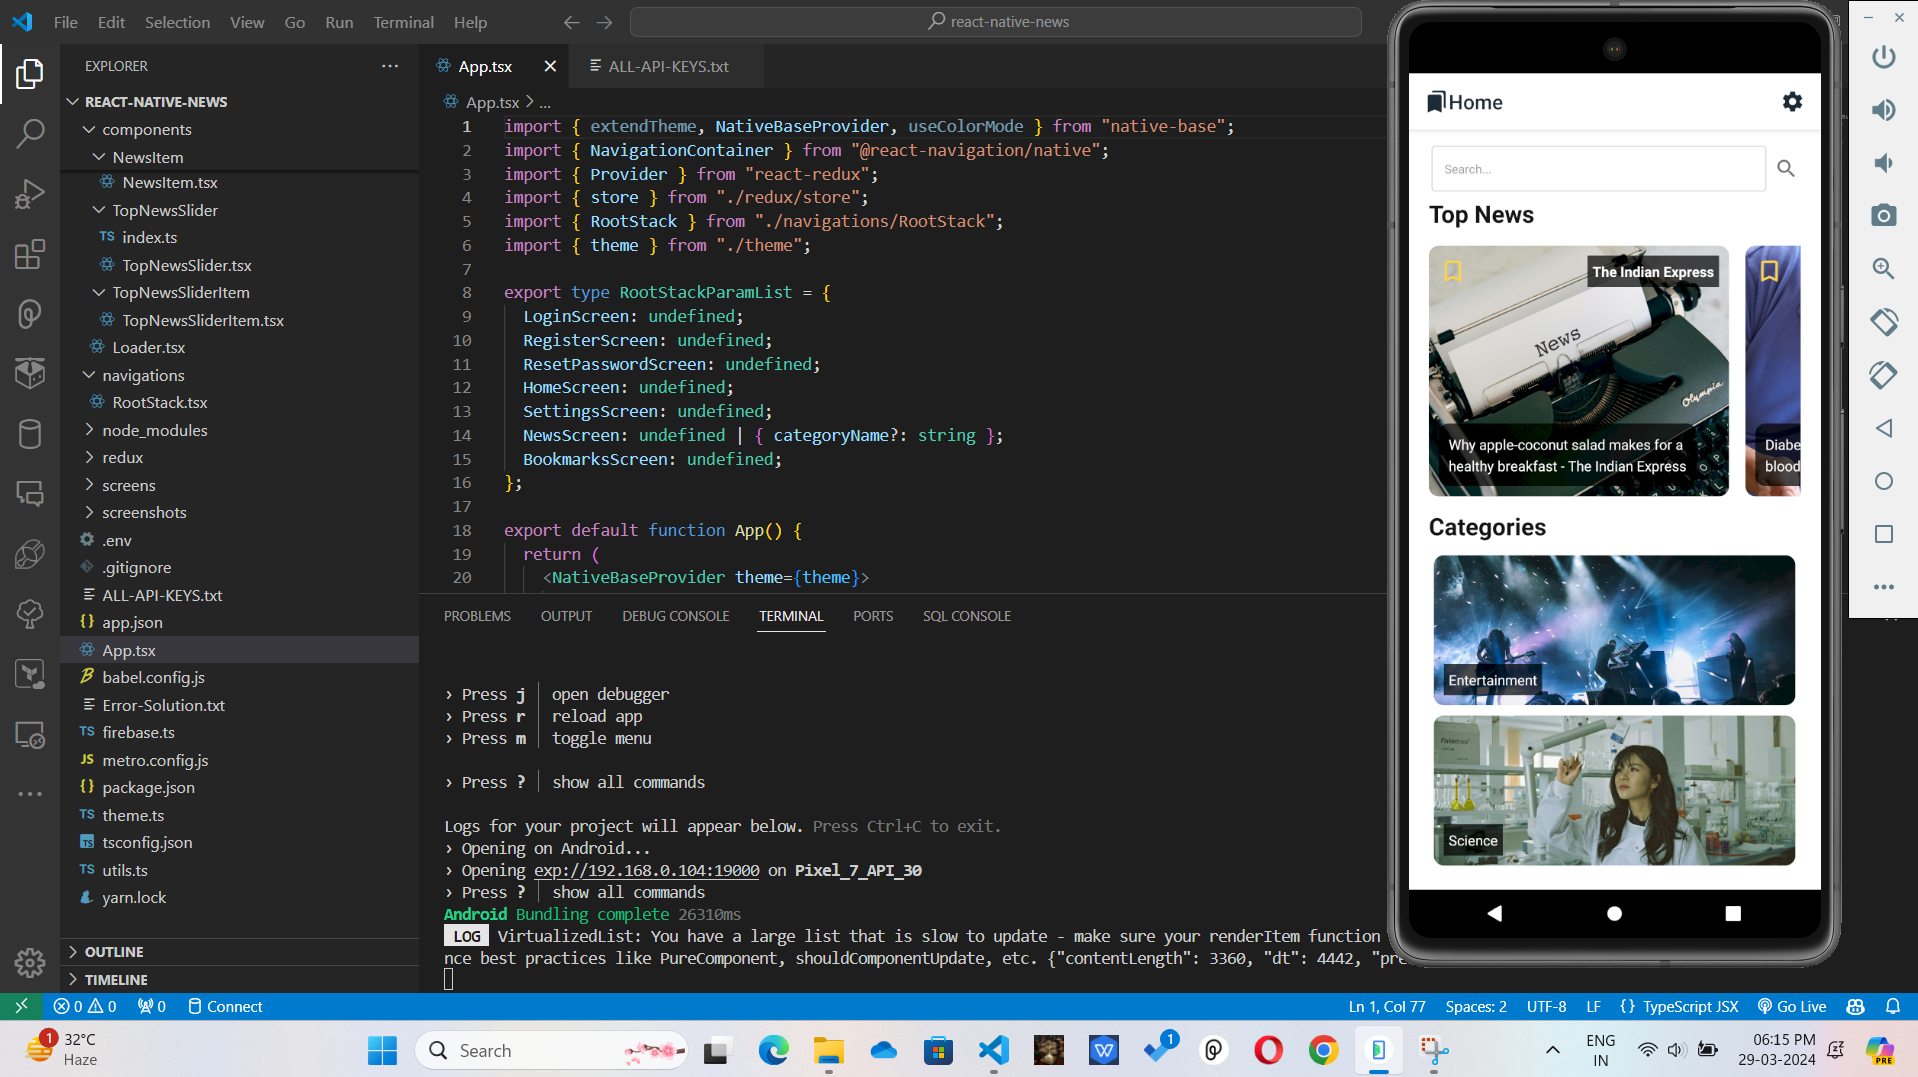 File Edit Selection View Go Run Terminal Help
react-native-news
EXPLORER
REACT-NATIVE-NEWS
components
NewsItem
NewsItem.tsx
TopNewsSlider
TS index.ts
TopNewsSlider.tsx
TopNewsSliderItem
TopNewsSliderItem.tsx
Loader.tsx
navigations
RootStack.tsx
node_modules
redux
screens
screenshots
.env
.gitignore
ALL-API-KEYS.txt
{} app.json
App.tsx
babel.config.js
Error-Solution.txt
TS firebase.ts
JS metro.config.js
{} package.json
TS theme.ts
TS tsconfig.json
TS utils.ts
yarn.lock
OUTLINE
TIMELINE
App.tsx
ALL-API-KEYS.txt
App.tsx > ...
1 import { extendTheme, NativeBaseProvider, useColorMode } from "native-base";
2 import { NavigationContainer } from "@react-navigation/native";
3 import { Provider } from "react-redux";
4 import { store } from "./redux/store";
5 import { RootStack } from "./navigations/RootStack";
6 import { theme } from "./theme";
7
8 export type RootStackParamList = {
9 LoginScreen: undefined;
10 RegisterScreen: undefined;
11 ResetPasswordScreen: undefined;
12 HomeScreen: undefined;
13 SettingsScreen: undefined;
14 NewsScreen: undefined | { categoryName?: string };
15 BookmarksScreen: undefined;
16 };
17
18 export default function App() {
19 return (
20 <NativeBaseProvider theme={theme}>
PROBLEMS OUTPUT DEBUG CONSOLE TERMINAL PORTS SQL CONSOLE
› Press j │ open debugger
› Press r │ reload app
› Press m │ toggle menu
› Press ? │ show all commands
Logs for your project will appear below. Press Ctrl+C to exit.
› Opening on Android...
› Opening exp://192.168.0.104:19000 on Pixel_7_API_30
› Press ? │ show all commands
Android Bundling complete 26310ms
LOG VirtualizedList: You have a large list that is slow to update - make sure your renderItem function
nce best practices like PureComponent, shouldComponentUpdate, etc. {"contentLength": 3360, "dt": 4442, "pre
Home
Search...
Top News
The Indian Express
News
Olympia
Why apple-coconut salad makes for a
healthy breakfast - The Indian Express
Diabe
blood
Categories
Entertainment
Science
0 0 0 Connect
Ln 1, Col 77 Spaces: 2 UTF-8 LF {} TypeScript JSX Go Live
1
32°C
Haze
Search
1
ENG
IN
06:15 PM
29-03-2024
PRE